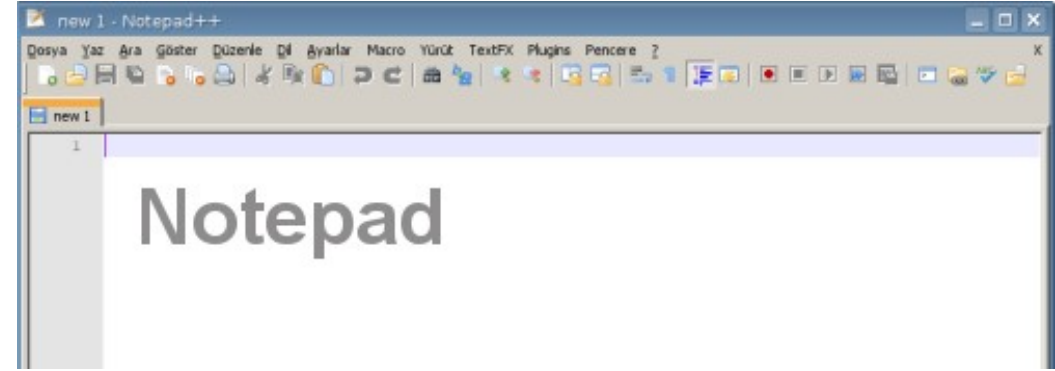 new 1 - Notepad++
Dosya Yaz Ara Göster Düzenle Dil Ayarlar Macro Yürüt TextFX Plugins Pencere ? X
new 1
1
Notepad